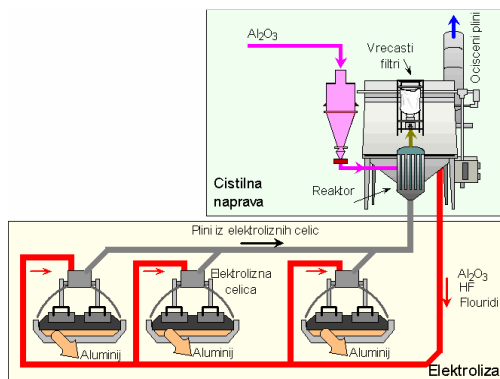 Al₂O₃
Vrecasti
filtri
Ocisceni plini
Cistilna
naprava
Reaktor
Plini iz elektroliznih celic
Elektrolizna
celica
Al₂O₃
HF
Flouridi
Aluminij
Aluminij
Aluminij
Elektroliza